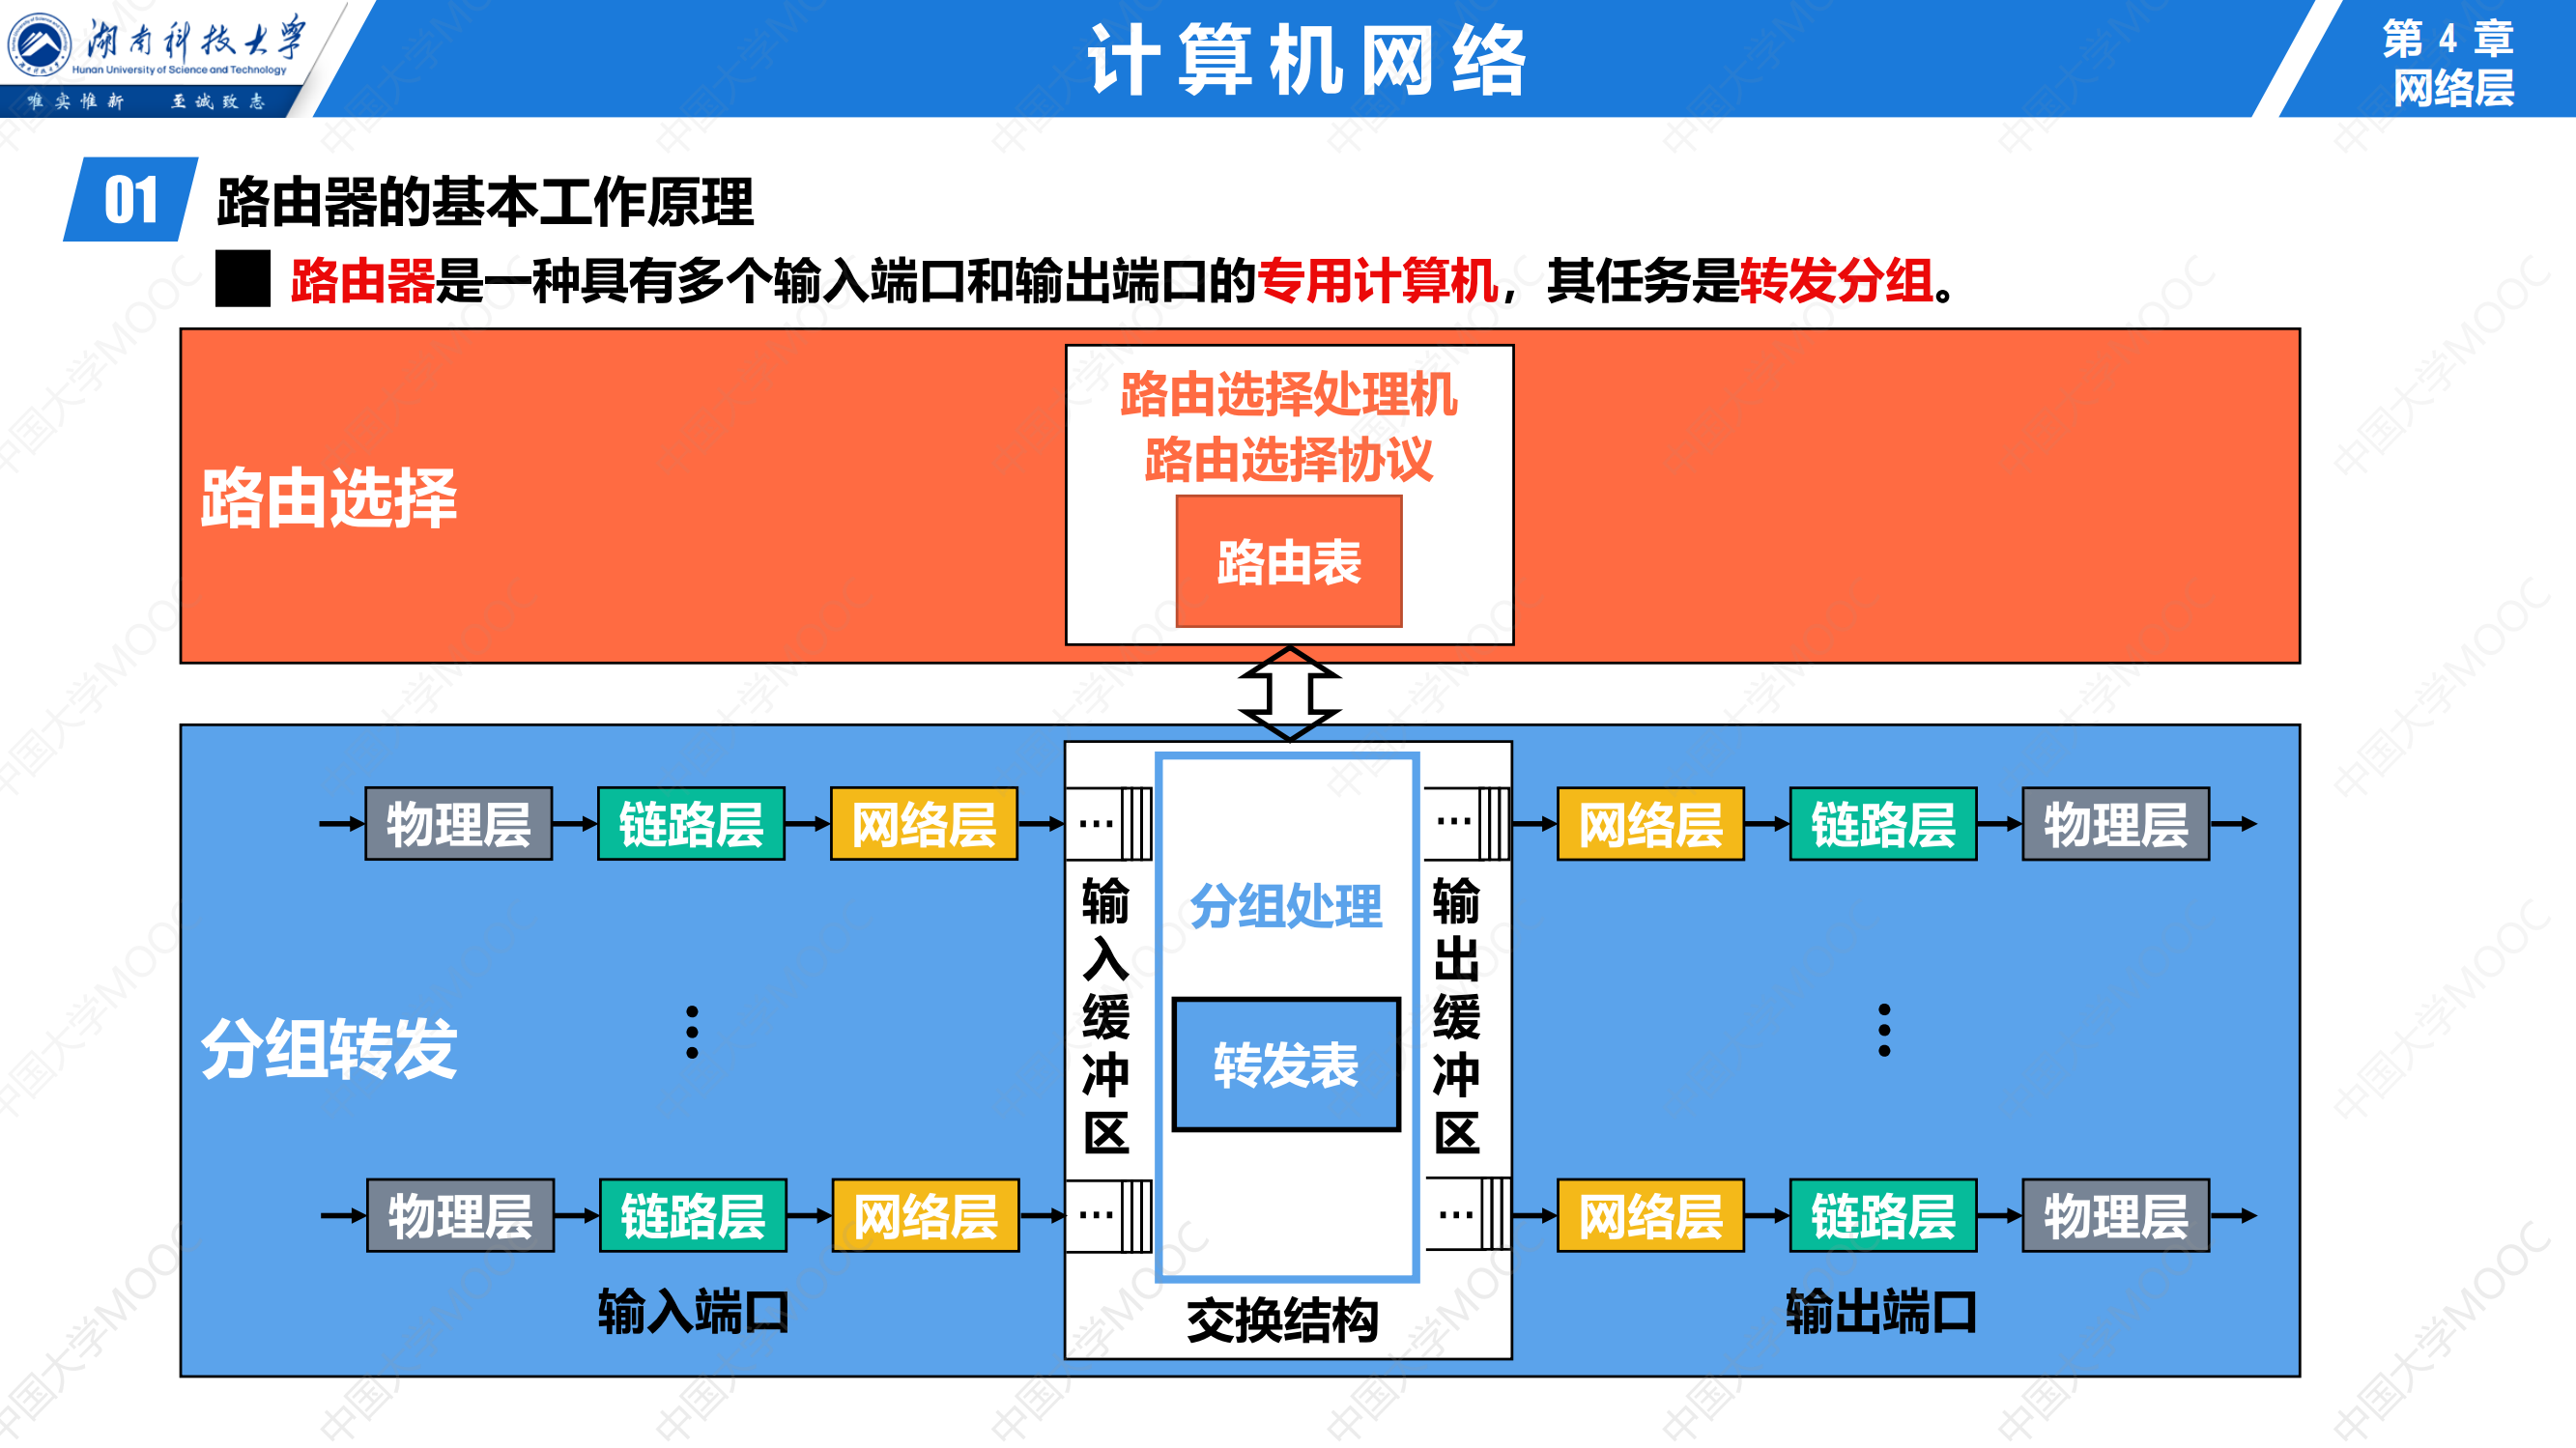 湖南科技大学
Hunan University of Science and Technology
唯实惟新 至诚致志
计算机网络
第 4 章
网络层
01 路由器的基本工作原理
路由器是一种具有多个输入端口和输出端口的专用计算机，其任务是转发分组。
路由选择处理机
路由选择协议
路由选择
路由表
物理层 链路层 网络层 … … 网络层 链路层 物理层
输入缓冲区
分组处理
输出缓冲区
分组转发
转发表
物理层 链路层 网络层 … … 网络层 链路层 物理层
输入端口
交换结构
输出端口
中国大学MOOC